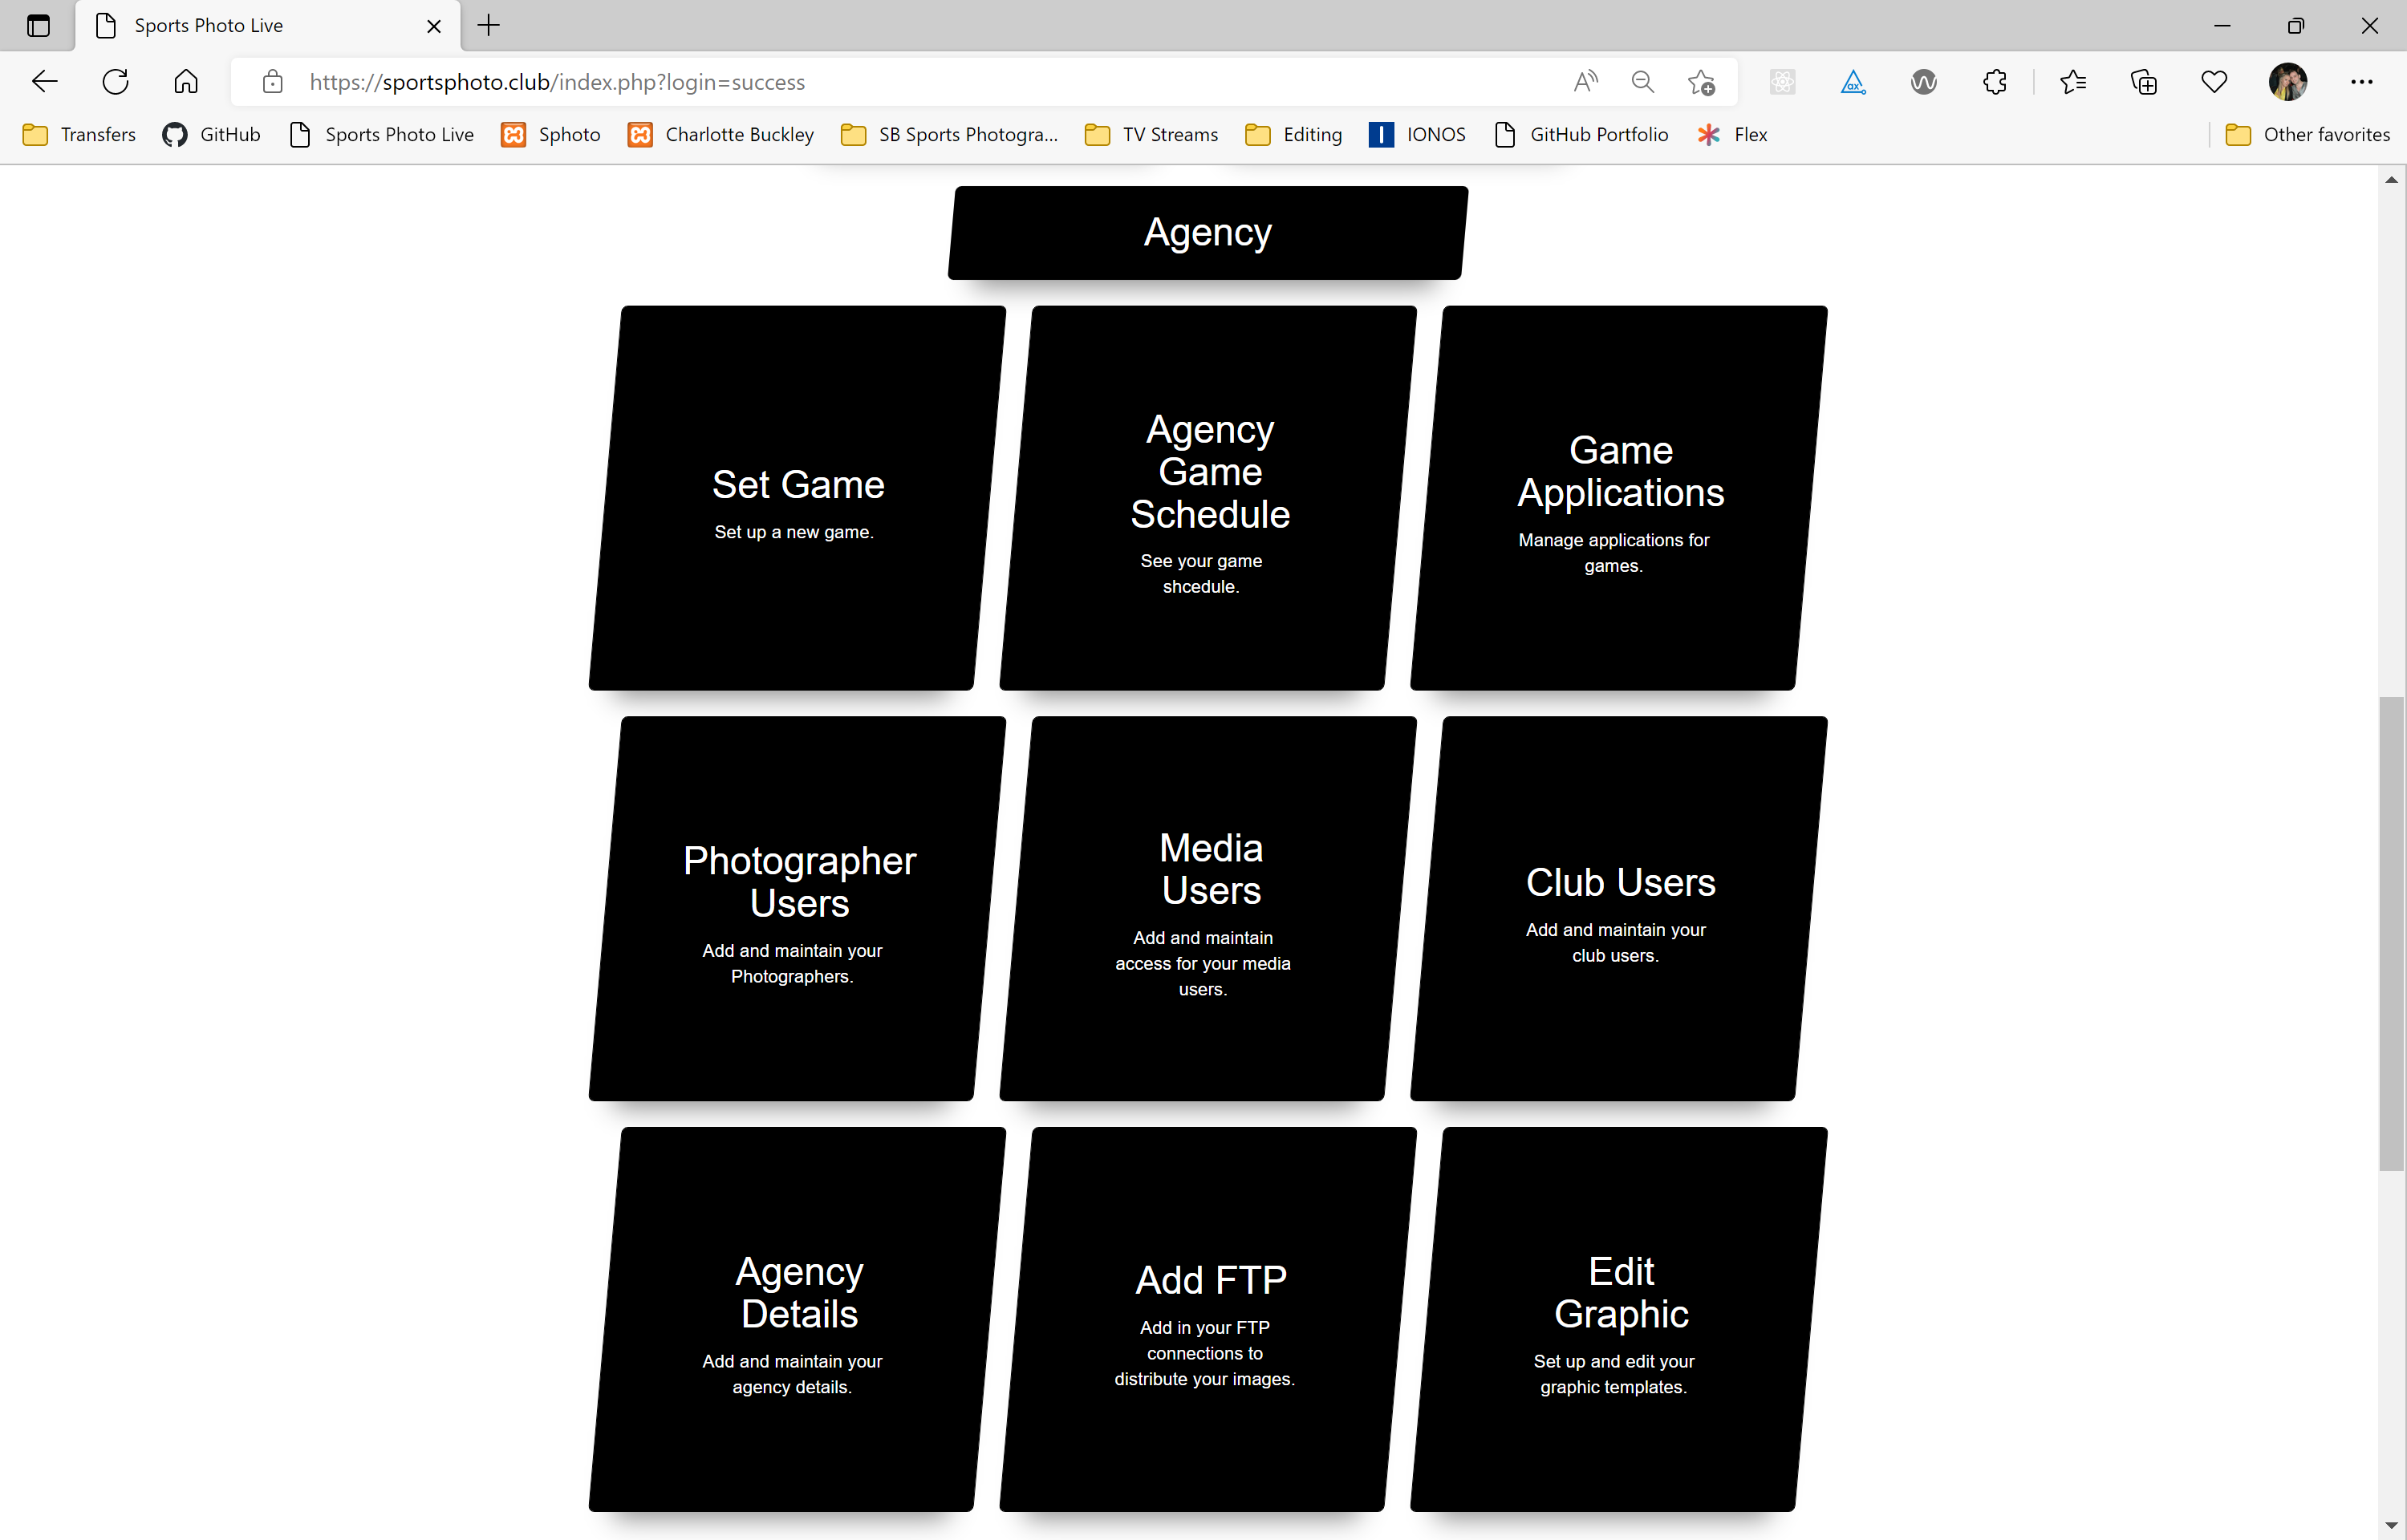 Sports Photo Live
https://sportsphoto.club/index.php?login=success
Transfers GitHub Sports Photo Live Sphoto Charlotte Buckley SB Sports Photogra... TV Streams Editing IONOS GitHub Portfolio Flex Other favorites
Agency
Set Game
Set up a new game.
Agency
Game
Schedule
See your game
shcedule.
Game
Applications
Manage applications for
games.
Photographer
Users
Add and maintain your
Photographers.
Media
Users
Add and maintain
access for your media
users.
Club Users
Add and maintain your
club users.
Agency
Details
Add and maintain your
agency details.
Add FTP
Add in your FTP
connections to
distribute your images.
Edit
Graphic
Set up and edit your
graphic templates.